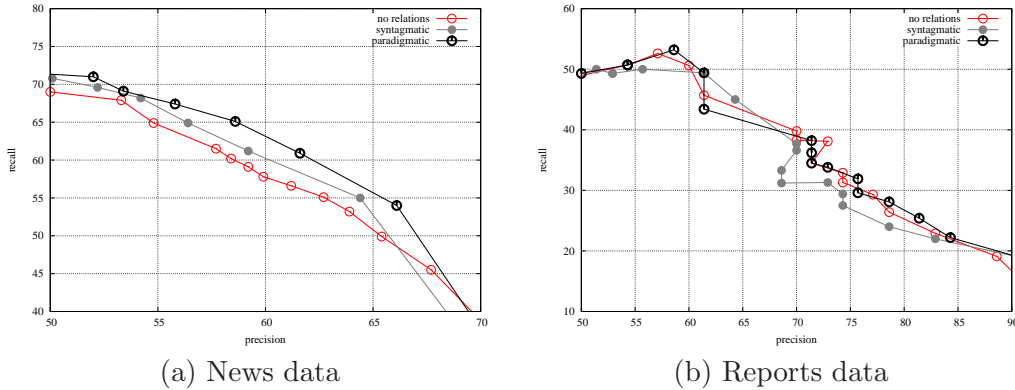 80
75
70
65
60
55
50
45
40
recall
50
55
60
65
70
precision
no relations
syntagmatic
paradigmatic
(a) News data
60
50
40
30
20
10
recall
50
55
60
65
70
75
80
85
90
precision
no relations
syntagmatic
paradigmatic
(b) Reports data